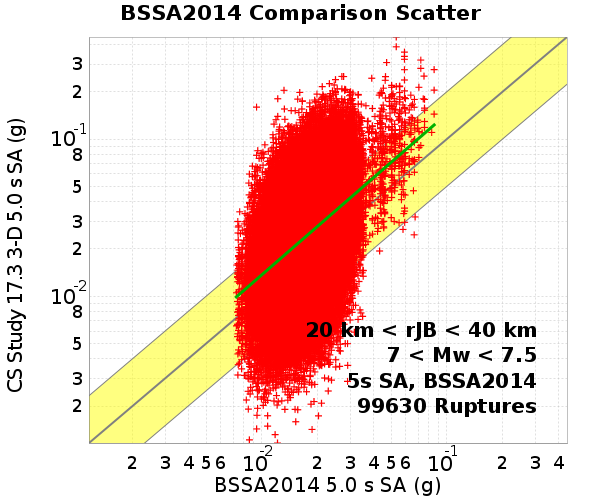 BSSA2014 Comparison Scatter
CS Study 17.3 3-D 5.0 s SA (g)
3
2
10-1
8
5
3
2
10-2
8
5
3
2
20 km < rJB < 40 km
7 < Mw < 7.5
5s SA, BSSA2014
99630 Ruptures
2 3 4 5 6 10-2 2 3 4 5 6 10-1 2 3 4
BSSA2014 5.0 s SA (g)